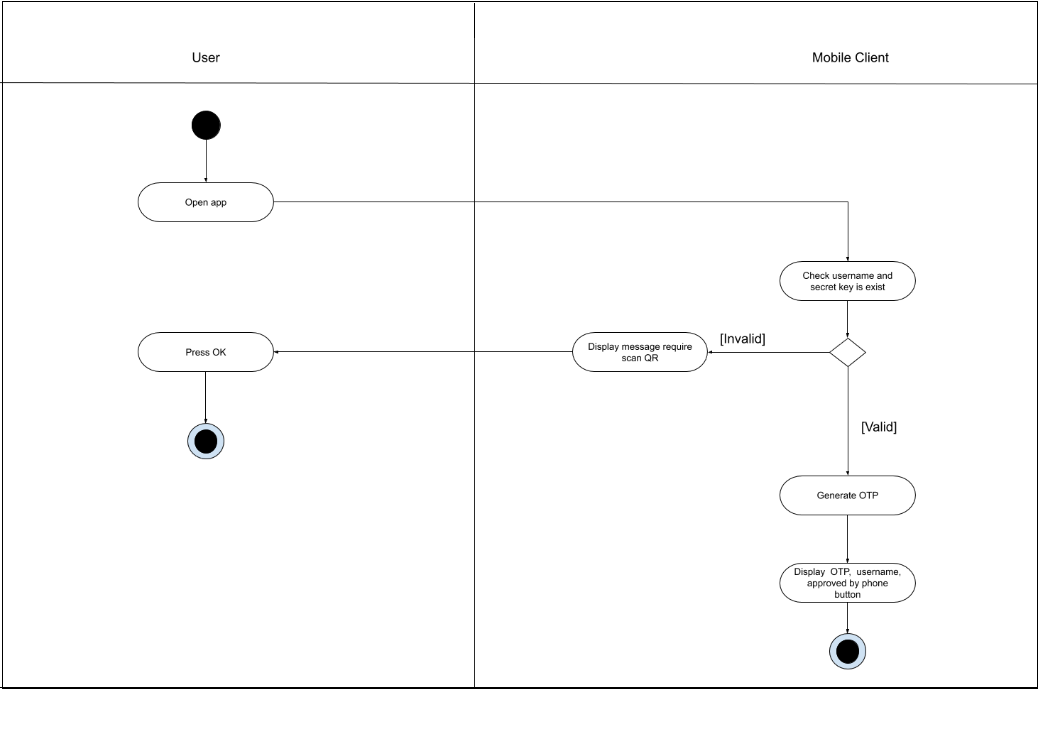 User
Mobile Client
Open app
Check username and
secret key is exist
[Invalid]
Display message require
scan QR
Press OK
[Valid]
Generate OTP
Display OTP, username,
approved by phone
button